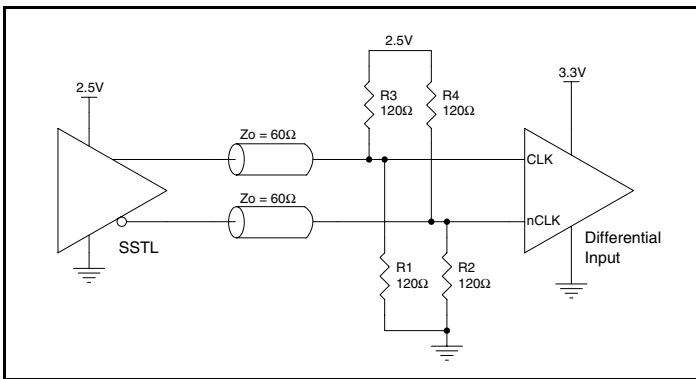 2.5V
2.5V
3.3V
R3
120Ω
R4
120Ω
Zo = 60Ω
CLK
Zo = 60Ω
nCLK
SSTL
Differential
Input
R1
120Ω
R2
120Ω